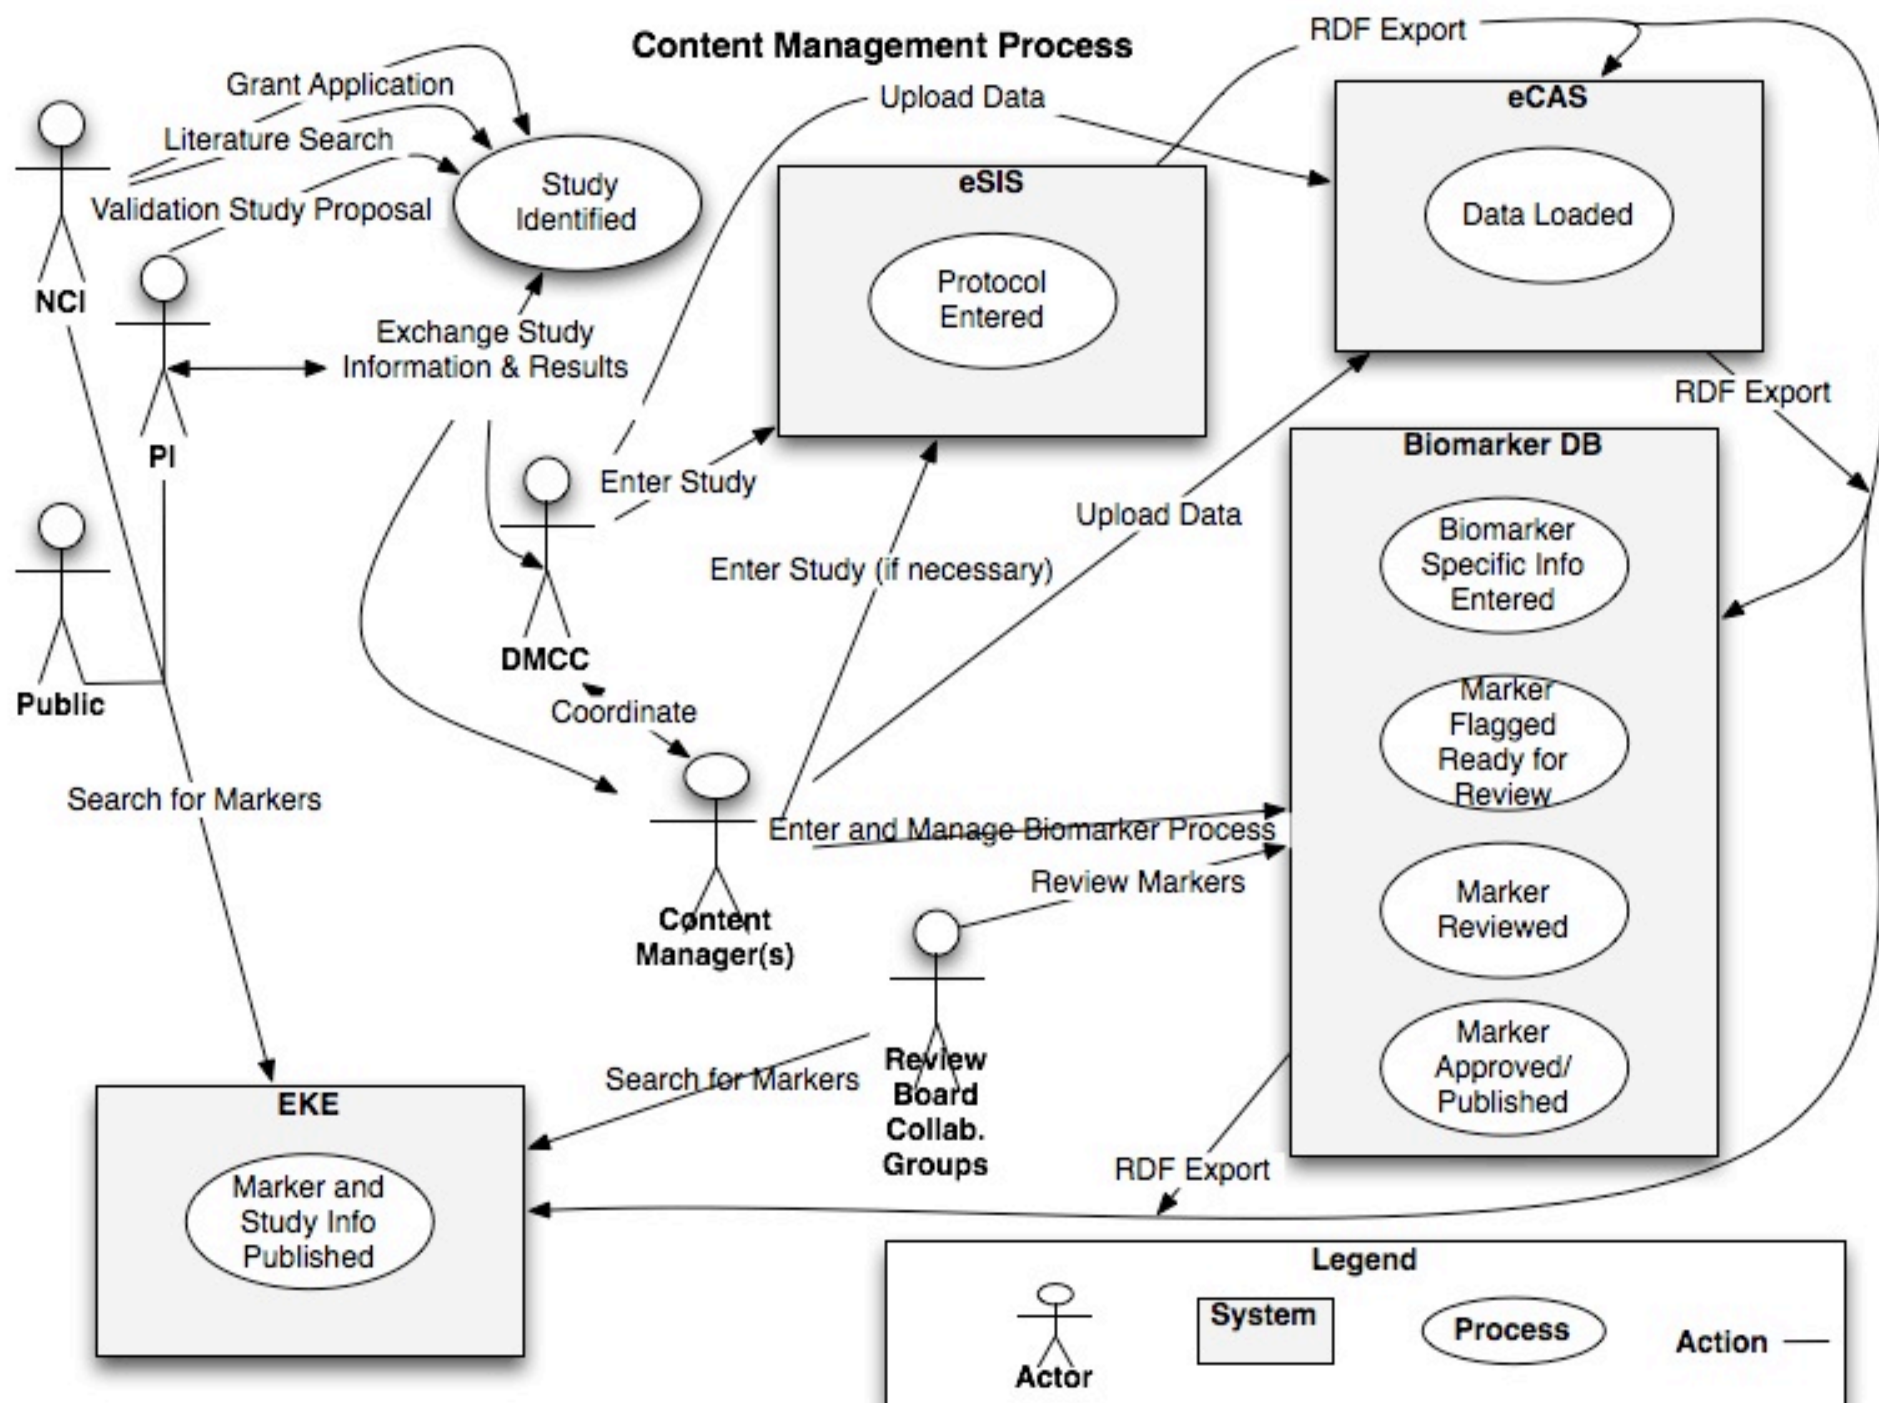 Content Management Process
RDF Export
Grant Application
Upload Data
eCAS
Literature Search
Study
Identified
eSIS
Data Loaded
Validation Study Proposal
NCI
Protocol
Entered
Exchange Study
Information & Results
RDF Export
PI
Biomarker DB
Enter Study
Upload Data
Biomarker
Specific Info
Entered
Enter Study (if necessary)
DMCC
Public
Coordinate
Marker
Flagged
Ready for
Review
Search for Markers
Enter and Manage Biomarker Process
Review Markers
Content
Manager(s)
Marker
Reviewed
Review
Board
Collab.
Groups
Search for Markers
Marker
Approved/
Published
EKE
RDF Export
Marker and
Study Info
Published
Legend
System
Process
Action
Actor